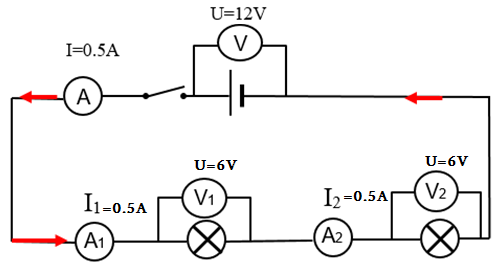 U=12V
V
I=0.5A
A
U=6V
V1
I1=0.5A
A1
U=6V
V2
I2=0.5A
A2